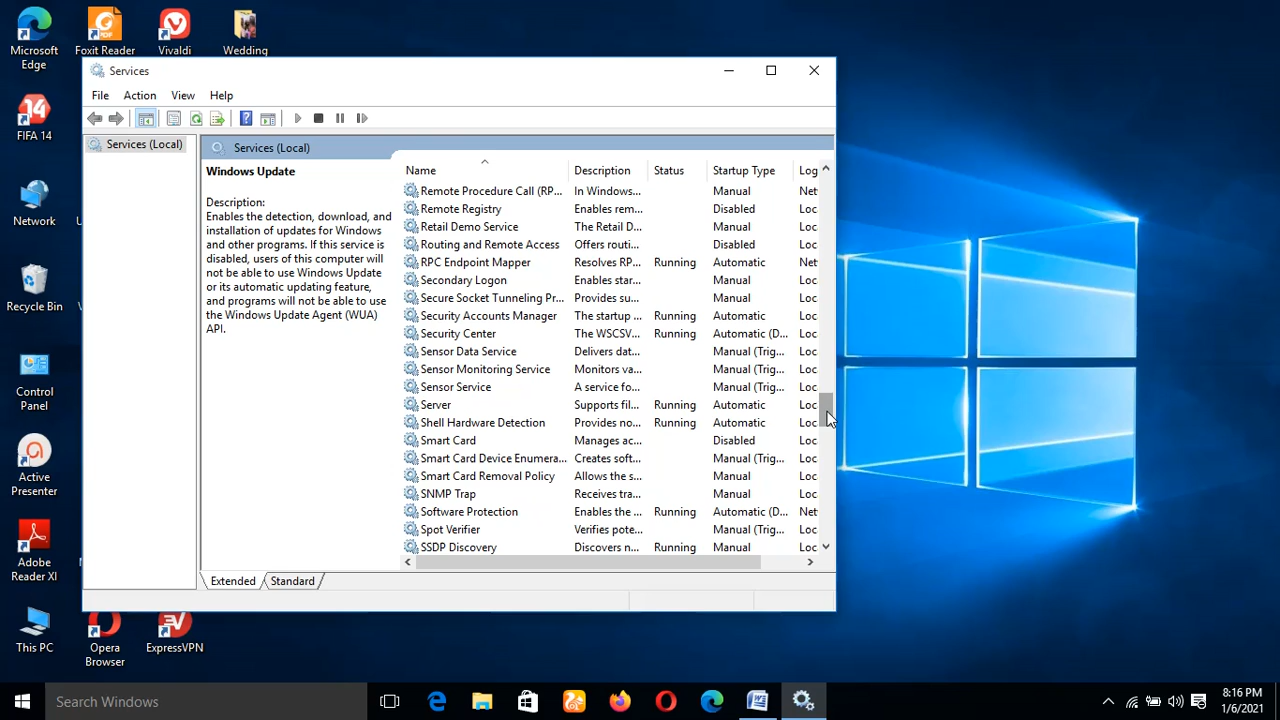 Microsoft
Edge
Foxit Reader
Vivaldi
Wedding
Services
File Action View Help
FIFA 14
Services (Local)
Services (Local)
Windows Update
Description:
Enables the detection, download, and
installation of updates for Windows
and other programs. If this service is
disabled, users of this computer will
not be able to use Windows Update
or its automatic updating feature,
and programs will not be able to use
the Windows Update Agent (WUA)
API.
Name Description Status Startup Type Log
Remote Procedure Call (RP... In Windows... Manual Net
Remote Registry Enables rem... Disabled Loc
Retail Demo Service The Retail D... Manual Loc
Routing and Remote Access Offers routi... Disabled Loc
RPC Endpoint Mapper Resolves RP... Running Automatic Net
Secondary Logon Enables star... Manual Loc
Secure Socket Tunneling Pr... Provides su... Manual Loc
Security Accounts Manager The startup ... Running Automatic Loc
Security Center The WSCSV... Running Automatic (D... Loc
Sensor Data Service Delivers dat... Manual (Trig... Loc
Sensor Monitoring Service Monitors va... Manual (Trig... Loc
Sensor Service A service fo... Manual (Trig... Loc
Server Supports fil... Running Automatic Loc
Shell Hardware Detection Provides no... Running Automatic Loc
Smart Card Manages ac... Disabled Loc
Smart Card Device Enumera... Creates soft... Manual (Trig... Loc
Smart Card Removal Policy Allows the s... Manual Loc
SNMP Trap Receives tra... Manual Loc
Software Protection Enables the ... Running Automatic (D... Net
Spot Verifier Verifies pote... Manual (Trig... Loc
SSDP Discovery Discovers n... Running Manual Loc
Extended Standard
Network
Recycle Bin
Control
Panel
Active
Presenter
Adobe
Reader XI
This PC
Opera
Browser
ExpressVPN
Search Windows
8:16 PM
1/6/2021